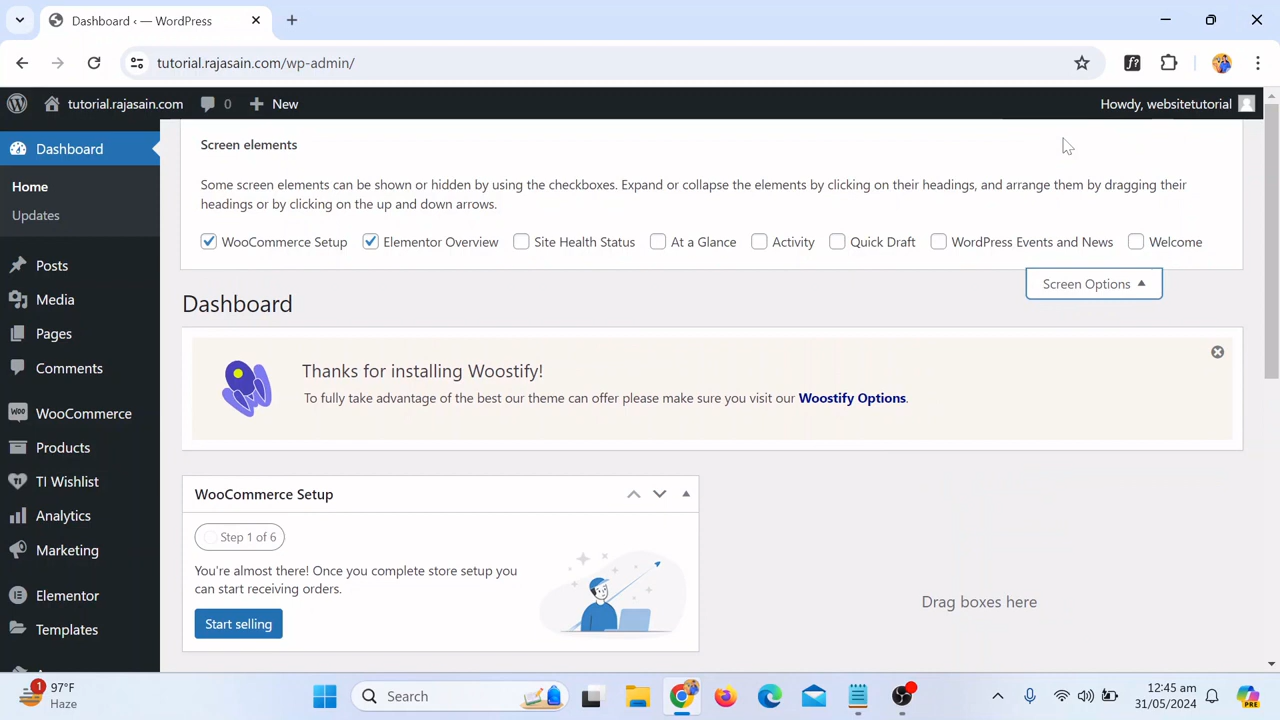 Dashboard ‹ — WordPress
tutorial.rajasain.com/wp-admin/
tutorial.rajasain.com
0
New
Howdy, websitetutorial
Dashboard
Home
Updates
Posts
Media
Pages
Comments
WooCommerce
Products
TI Wishlist
Analytics
Marketing
Elementor
Templates
Screen elements
Some screen elements can be shown or hidden by using the checkboxes. Expand or collapse the elements by clicking on their headings, and arrange them by dragging their
headings or by clicking on the up and down arrows.
WooCommerce Setup Elementor Overview Site Health Status At a Glance Activity Quick Draft WordPress Events and News Welcome
Screen Options
Dashboard
Thanks for installing Woostify!
To fully take advantage of the best our theme can offer please make sure you visit our Woostify Options.
WooCommerce Setup
Step 1 of 6
You're almost there! Once you complete store setup you
can start receiving orders.
Start selling
Drag boxes here
1
97°F
Haze
Search
12:45 am
31/05/2024
PRE